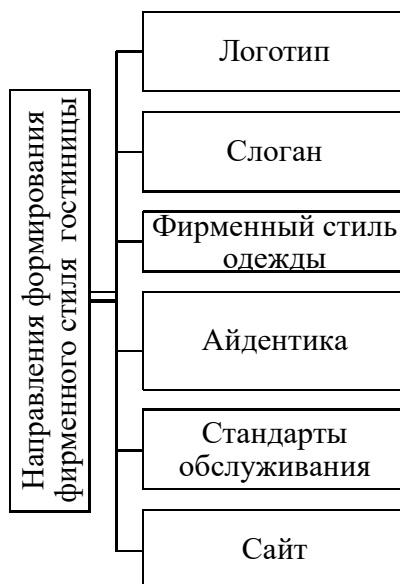 Направления формирования
фирменного стиля гостиницы
Логотип
Слоган
Фирменный стиль
одежды
Айдентика
Стандарты
обслуживания
Сайт